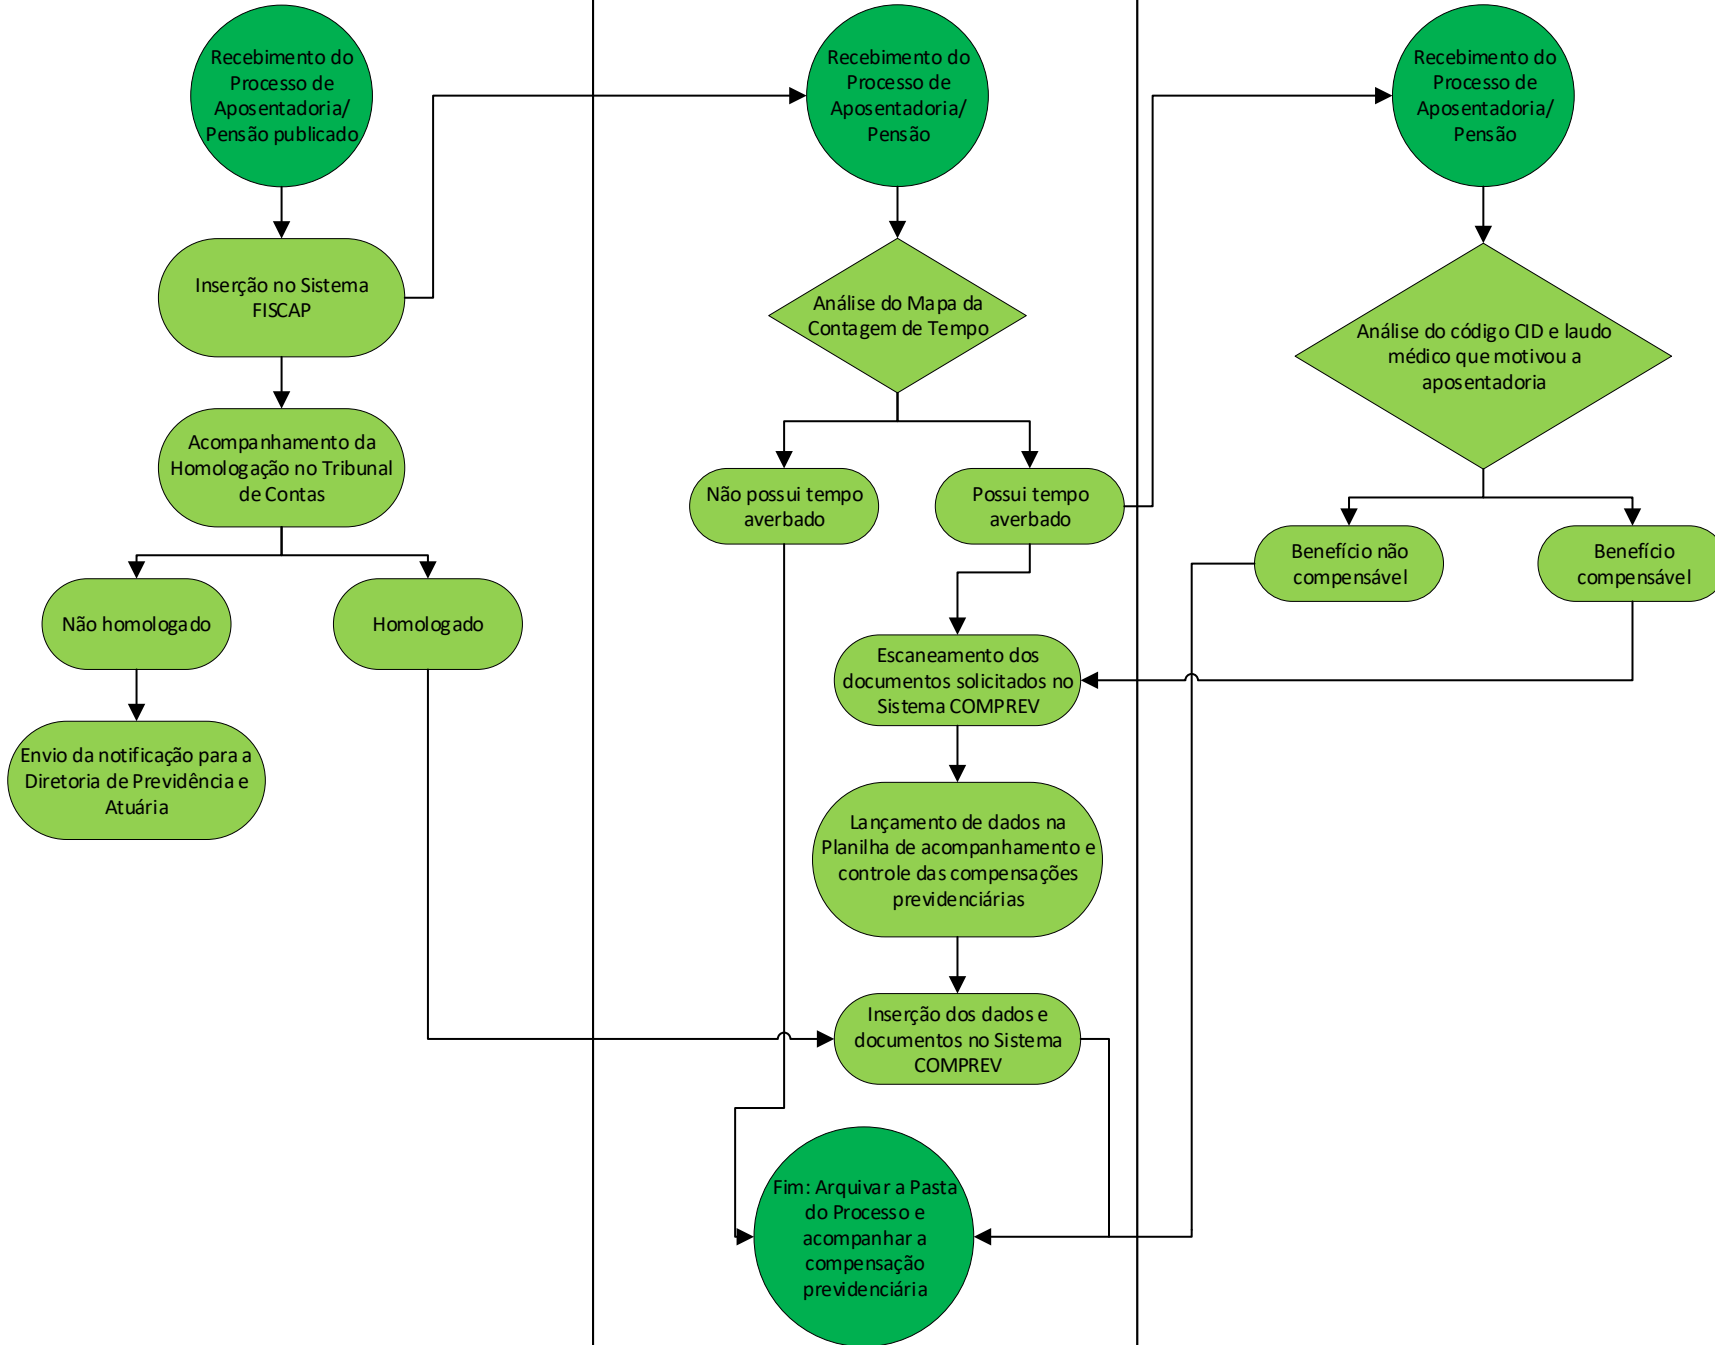 Recebimento do
Processo de
Aposentadoria/
Pensão publicado
Inserção no Sistema
FISCAP
Acompanhamento da
Homologação no Tribunal
de Contas
Não homologado
Homologado
Envio da notificação para a
Diretoria de Previdência e
Atuária
Recebimento do
Processo de
Aposentadoria/
Pensão
Análise do Mapa da
Contagem de Tempo
Não possui tempo
averbado
Possui tempo
averbado
Escaneamento dos
documentos solicitados no
Sistema COMPREV
Lançamento de dados na
Planilha de acompanhamento e
controle das compensações
previdenciárias
Inserção dos dados e
documentos no Sistema
COMPREV
Fim: Arquivar a Pasta
do Processo e
acompanhar a
compensação
previdenciária
Recebimento do
Processo de
Aposentadoria/
Pensão
Análise do código CID e laudo
médico que motivou a
aposentadoria
Benefício não
compensável
Benefício
compensável